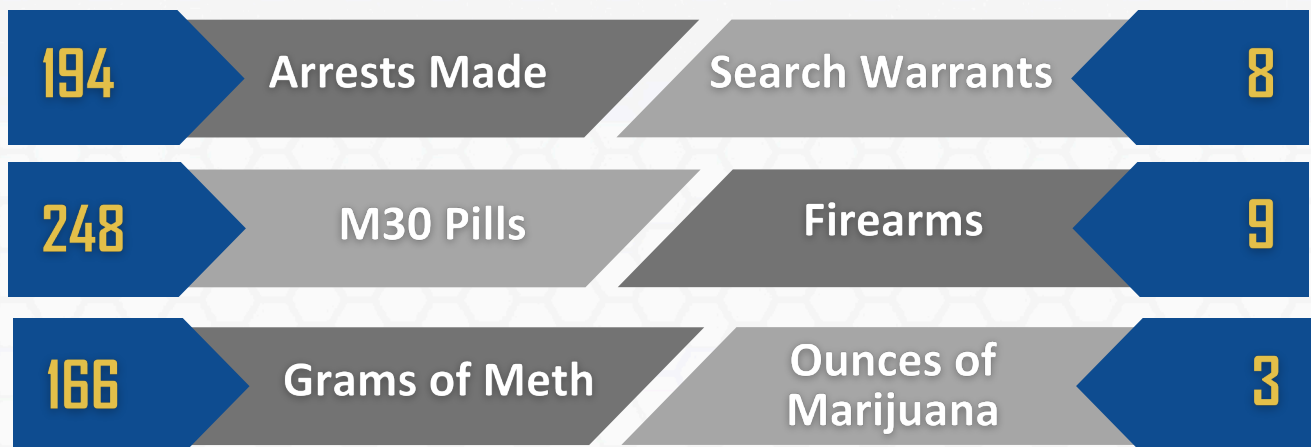 194 Arrests Made Search Warrants 8
248 M30 Pills Firearms 9
166 Grams of Meth Ounces of
Marijuana 3